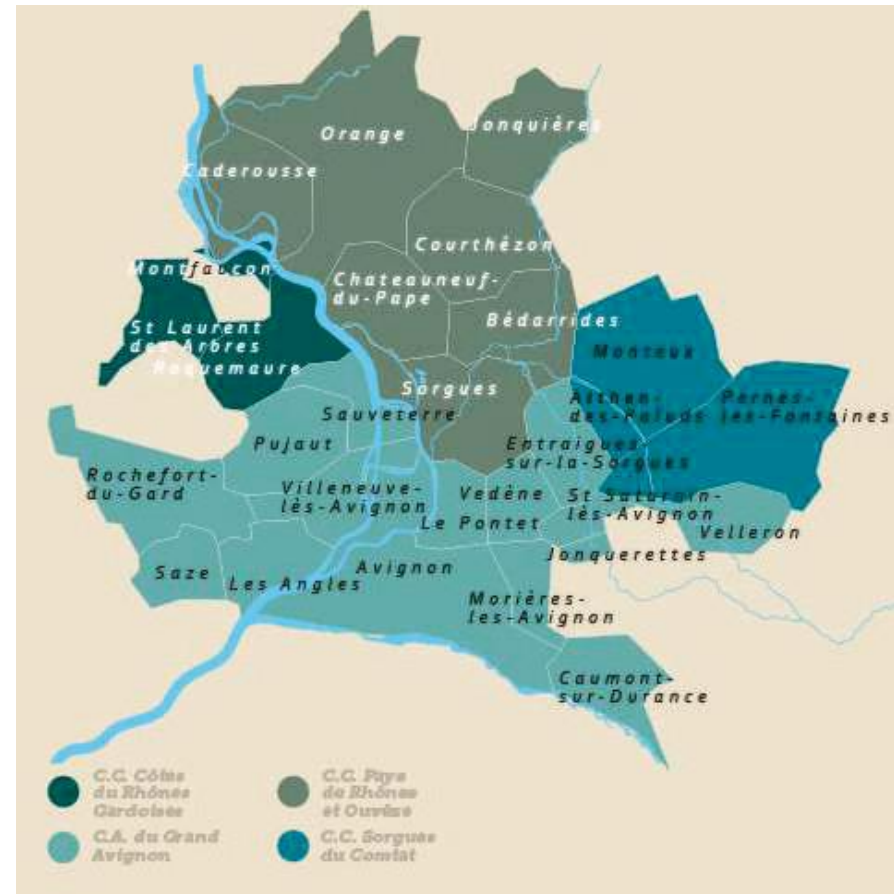 Orange
Jonquières
Caderousse
Courthézon
Montfaucon
Chateauneuf-
du-Pape
Bédarrides
St Laurent
des Arbres
Roquemaure
Monteux
Sorgues
Althen-
des-Paluds
Pernes-
les-Fontaines
Sauveterre
Pujaut
Entraigues-
sur-la-Sorgues
Rochefort-
du-Gard
Villeneuve-
lès-Avignon
Vedène
St Saturnin-
lès-Avignon
Le Pontet
Velleron
Jonquerettes
Saze
Les Angles
Avignon
Morières-
les-Avignon
Caumont-
sur-Durance
C.C. Côtes
du Rhônes
Gardoises
C.C. Pays
de Rhônes
et Ouvèze
C.A. du Grand
Avignon
C.C. Sorgues
du Comtat